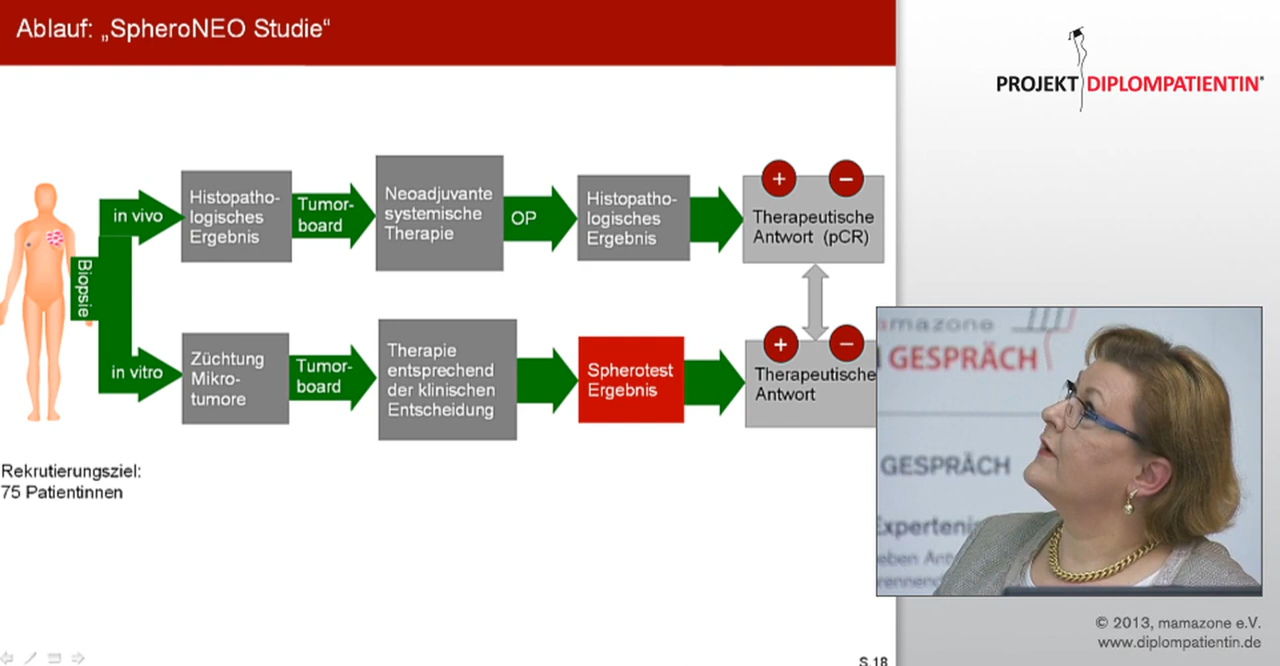 Ablauf: „SpheroNEO Studie“
PROJEKT DIPLOMPATIENTIN®
in vivo
Histopatho-
logisches
Ergebnis
Tumor-
board
Neoadjuvante
systemische
Therapie
OP
Histopatho-
logisches
Ergebnis
+
−
Therapeutische
Antwort (pCR)
Biopsie
in vitro
Züchtung
Mikro-
tumore
Tumor-
board
Therapie
entsprechend
der klinischen
Entscheidung
Spherotest
Ergebnis
+
−
Therapeutische
Antwort
Rekrutierungsziel:
75 Patientinnen
S.18
amazone
GESPRÄCH
GESPRÄCH
© 2013, mamazone e.V.
www.diplompatientin.de